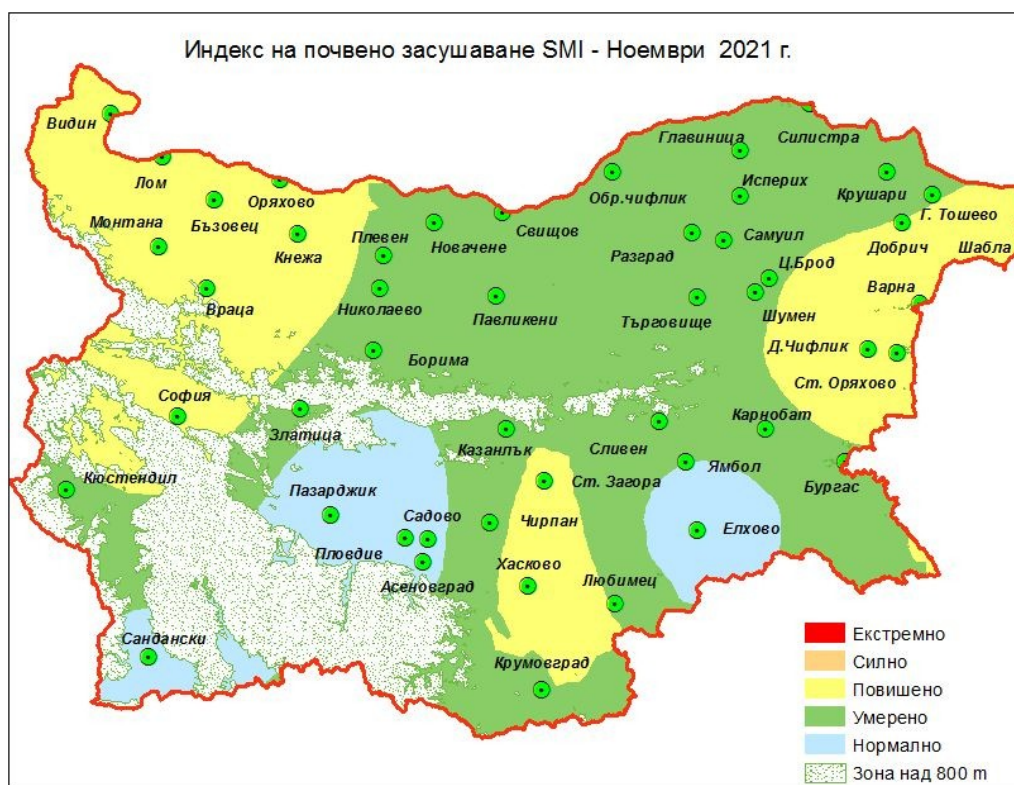 Индекс на почвено засушаване SMI - Ноември 2021 г.
Видин
Главиница
Силистра
Лом
Оряхово
Обр.чифлик
Исперих
Крушари
Монтана
Бъзовец
Кнежа
Плевен
Новачене
Свищов
Разград
Самуил
Г. Тошево
Добрич
Шабла
Ц.Брод
Враца
Николаево
Павликени
Търговище
Шумен
Варна
Борима
Д.Чифлик
Ст. Оряхово
София
Златица
Казанлък
Сливен
Карнобат
Кюстендил
Ст. Загора
Ямбол
Бургас
Пазарджик
Садово
Чирпан
Елхово
Пловдив
Асеновград
Хасково
Любимец
Сандански
Крумовград
Екстремно
Силно
Повишено
Умерено
Нормално
Зона над 800 m